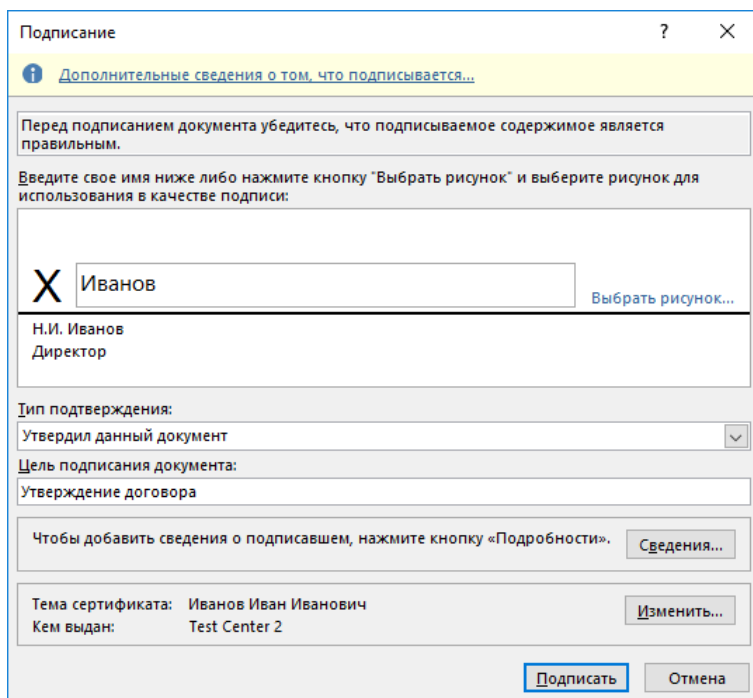 Подписание
?
Дополнительные сведения о том, что подписывается...
Перед подписанием документа убедитесь, что подписываемое содержимое является
правильным.
Введите свое имя ниже либо нажмите кнопку "Выбрать рисунок" и выберите рисунок для
использования в качестве подписи:
X Иванов
Выбрать рисунок...
Н.И. Иванов
Директор
Тип подтверждения:
Утвердил данный документ
Цель подписания документа:
Утверждение договора
Чтобы добавить сведения о подписавшем, нажмите кнопку «Подробности». Сведения...
Тема сертификата: Иванов Иван Иванович Изменить...
Кем выдан: Test Center 2
Подписать Отмена